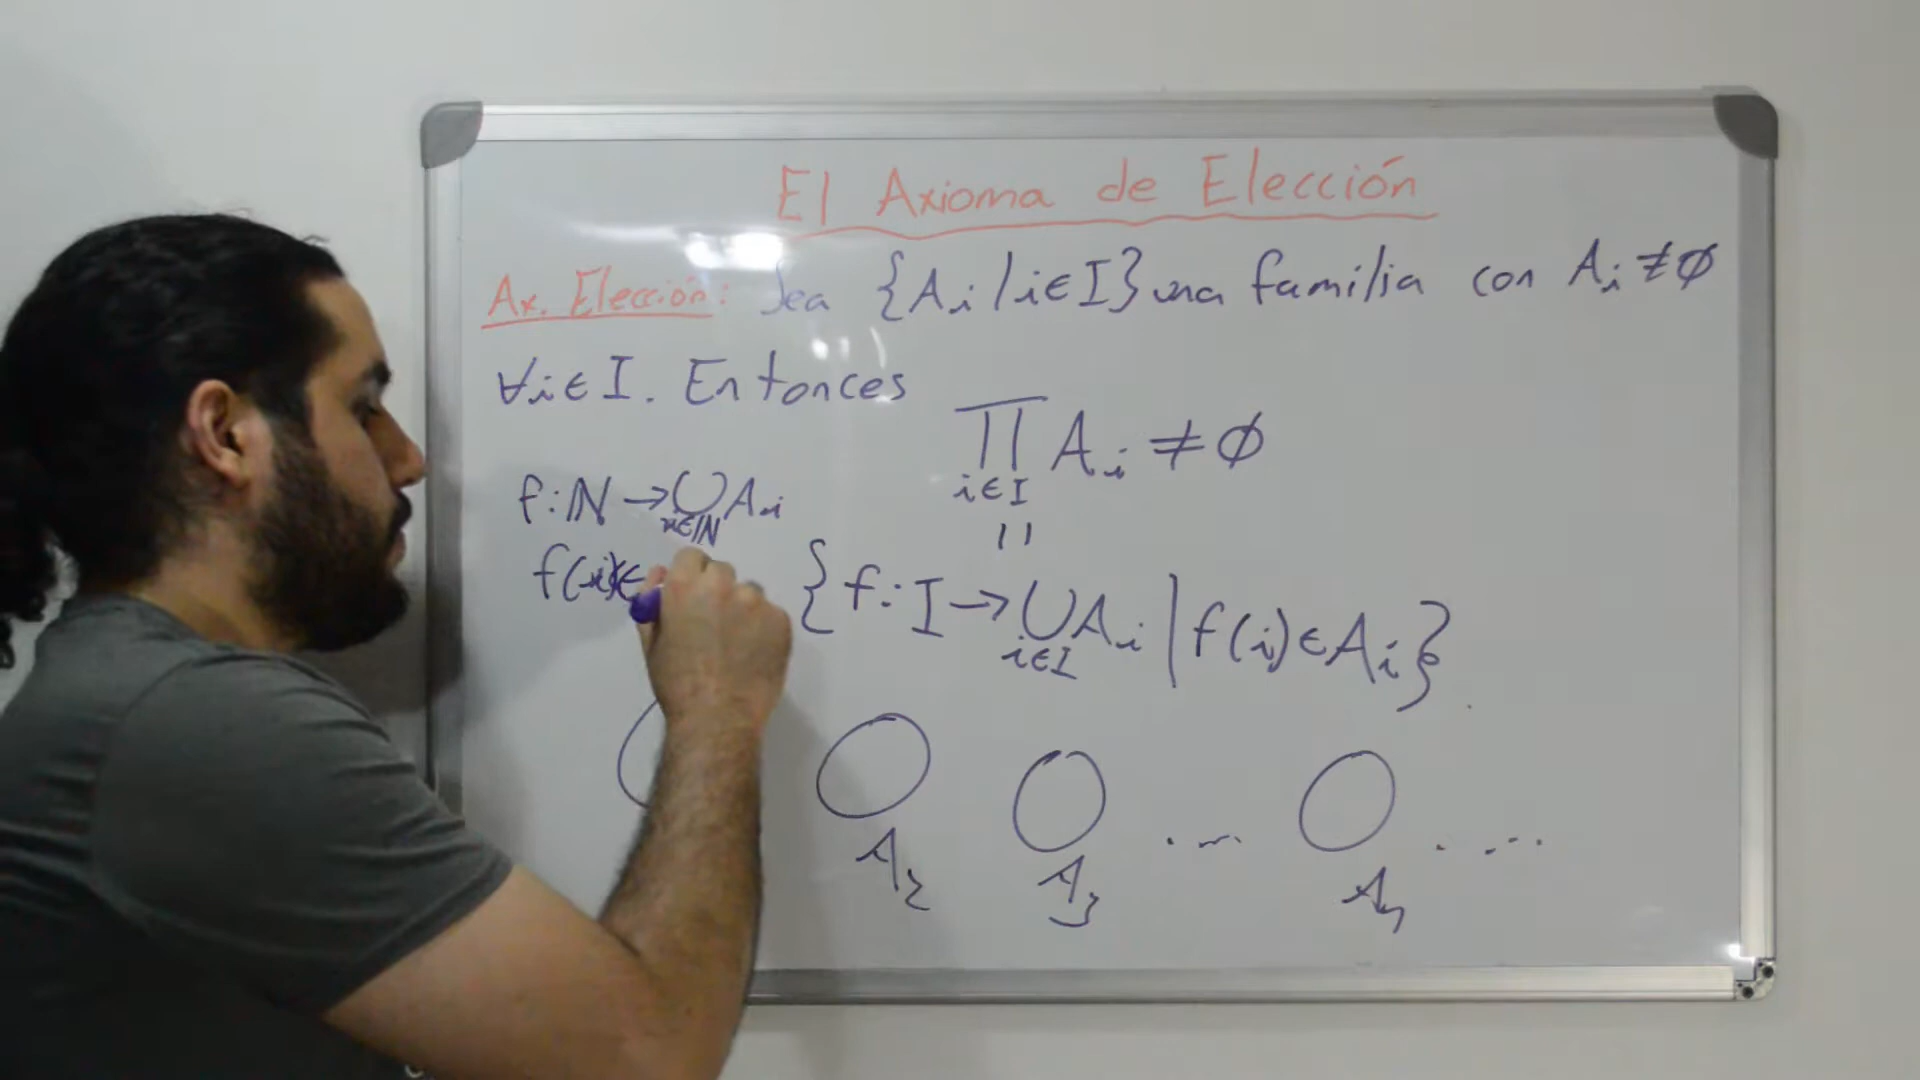 El Axioma de Elección
Ax. Elección: Sea {Aᵢ / i∈I} una familia con Aᵢ ≠ ∅
∀i∈I. Entonces
∏ Aᵢ ≠ ∅
i∈I
f: ℕ → ⋃ Aᵢ
i∈ℕ
=
f(i)∈
{f: I → ⋃ Aᵢ | f(i)∈Aᵢ}
i∈I
A₂ A₃ ... Aₙ ....